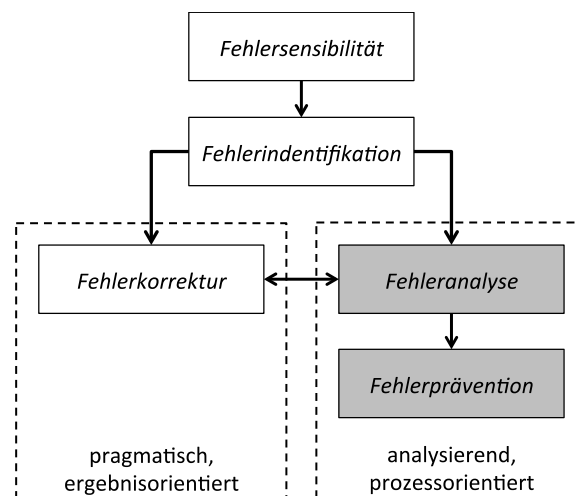 Fehlersensibilität
Fehlerindentifikation
Fehlerkorrektur
Fehleranalyse
Fehlerprävention
pragmatisch,
ergebnisorientiert
analysierend,
prozessorientiert